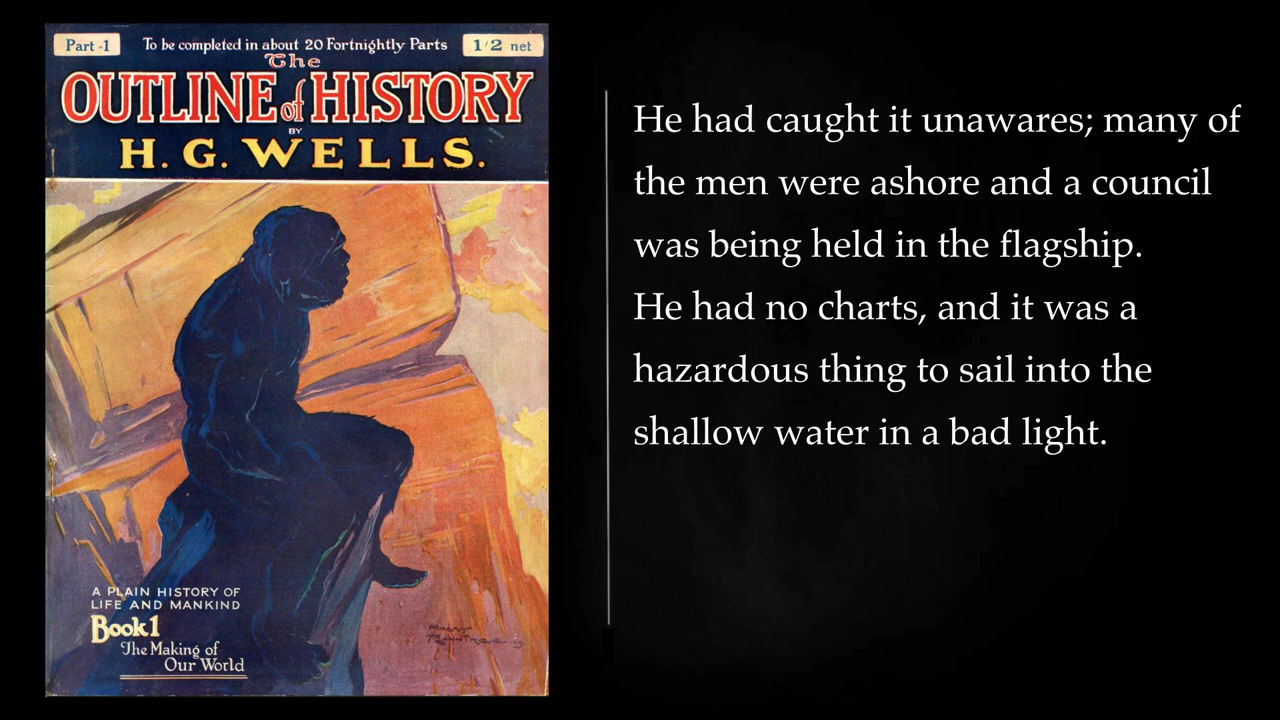 Part -1
To be completed in about 20 Fortnightly Parts
1/2 net
The
OUTLINE of HISTORY
BY
H. G. WELLS.
A PLAIN HISTORY OF
LIFE AND MANKIND
Book 1
The Making of
Our World
He had caught it unawares; many of
the men were ashore and a council
was being held in the flagship.
He had no charts, and it was a
hazardous thing to sail into the
shallow water in a bad light.